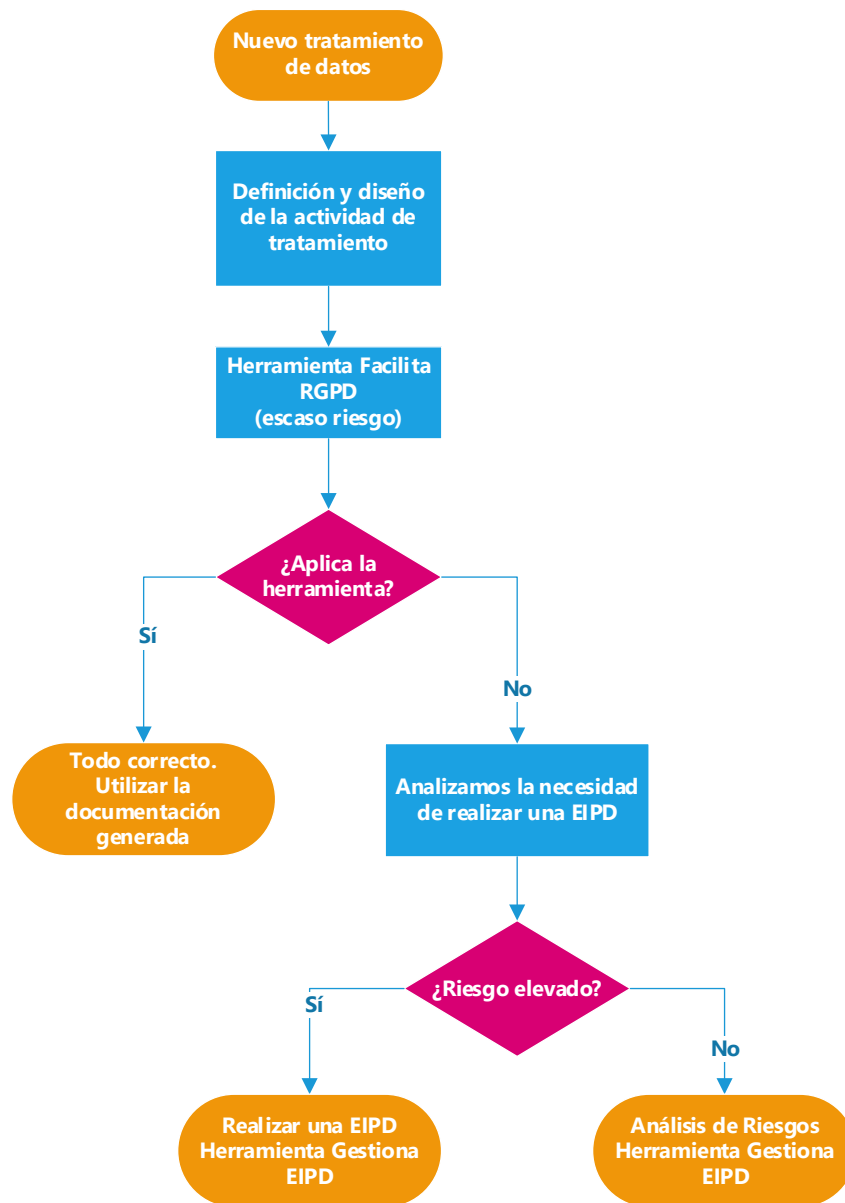 Nuevo tratamiento
de datos
Definición y diseño
de la actividad de
tratamiento
Herramienta Facilita
RGPD
(escaso riesgo)
¿Aplica la
herramienta?
Sí
No
Todo correcto.
Utilizar la
documentación
generada
Analizamos la necesidad
de realizar una EIPD
¿Riesgo elevado?
Sí
No
Realizar una EIPD
Herramienta Gestiona
EIPD
Análisis de Riesgos
Herramienta Gestiona
EIPD